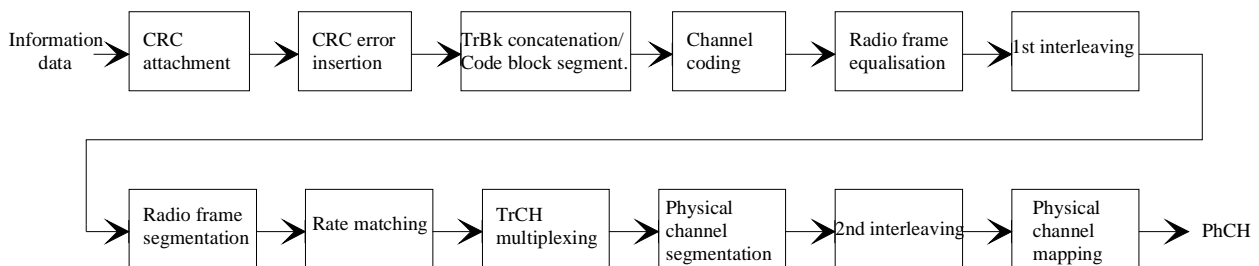 Information
data
CRC
attachment
CRC error
insertion
TrBk concatenation/
Code block segment.
Channel
coding
Radio frame
equalisation
1st interleaving
Radio frame
segmentation
Rate matching
TrCH
multiplexing
Physical
channel
segmentation
2nd interleaving
Physical
channel
mapping
PhCH